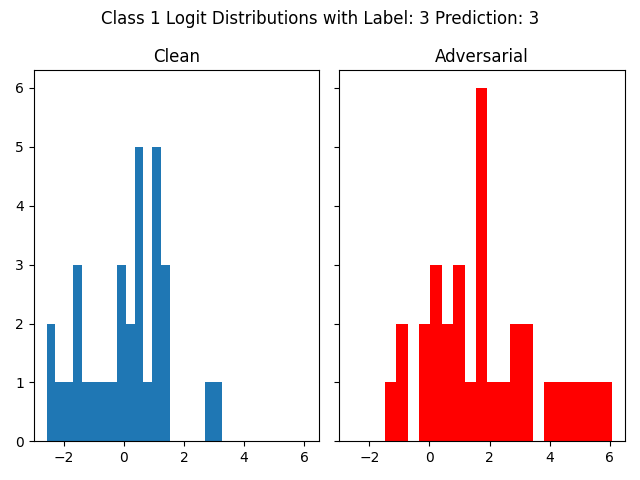 Class 1 Logit Distributions with Label: 3 Prediction: 3
Clean
Adversarial
6
5
4
3
2
1
0
−2 0 2 4 6
−2 0 2 4 6